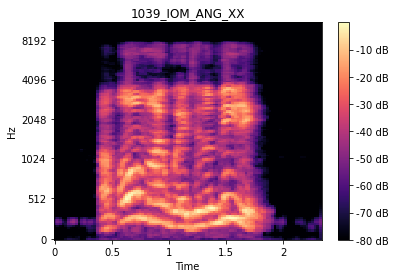 1039_IOM_ANG_XX
8192
4096
2048
1024
512
0
Hz
0
0.5
1
1.5
2
Time
-10 dB
-20 dB
-30 dB
-40 dB
-50 dB
-60 dB
-70 dB
-80 dB